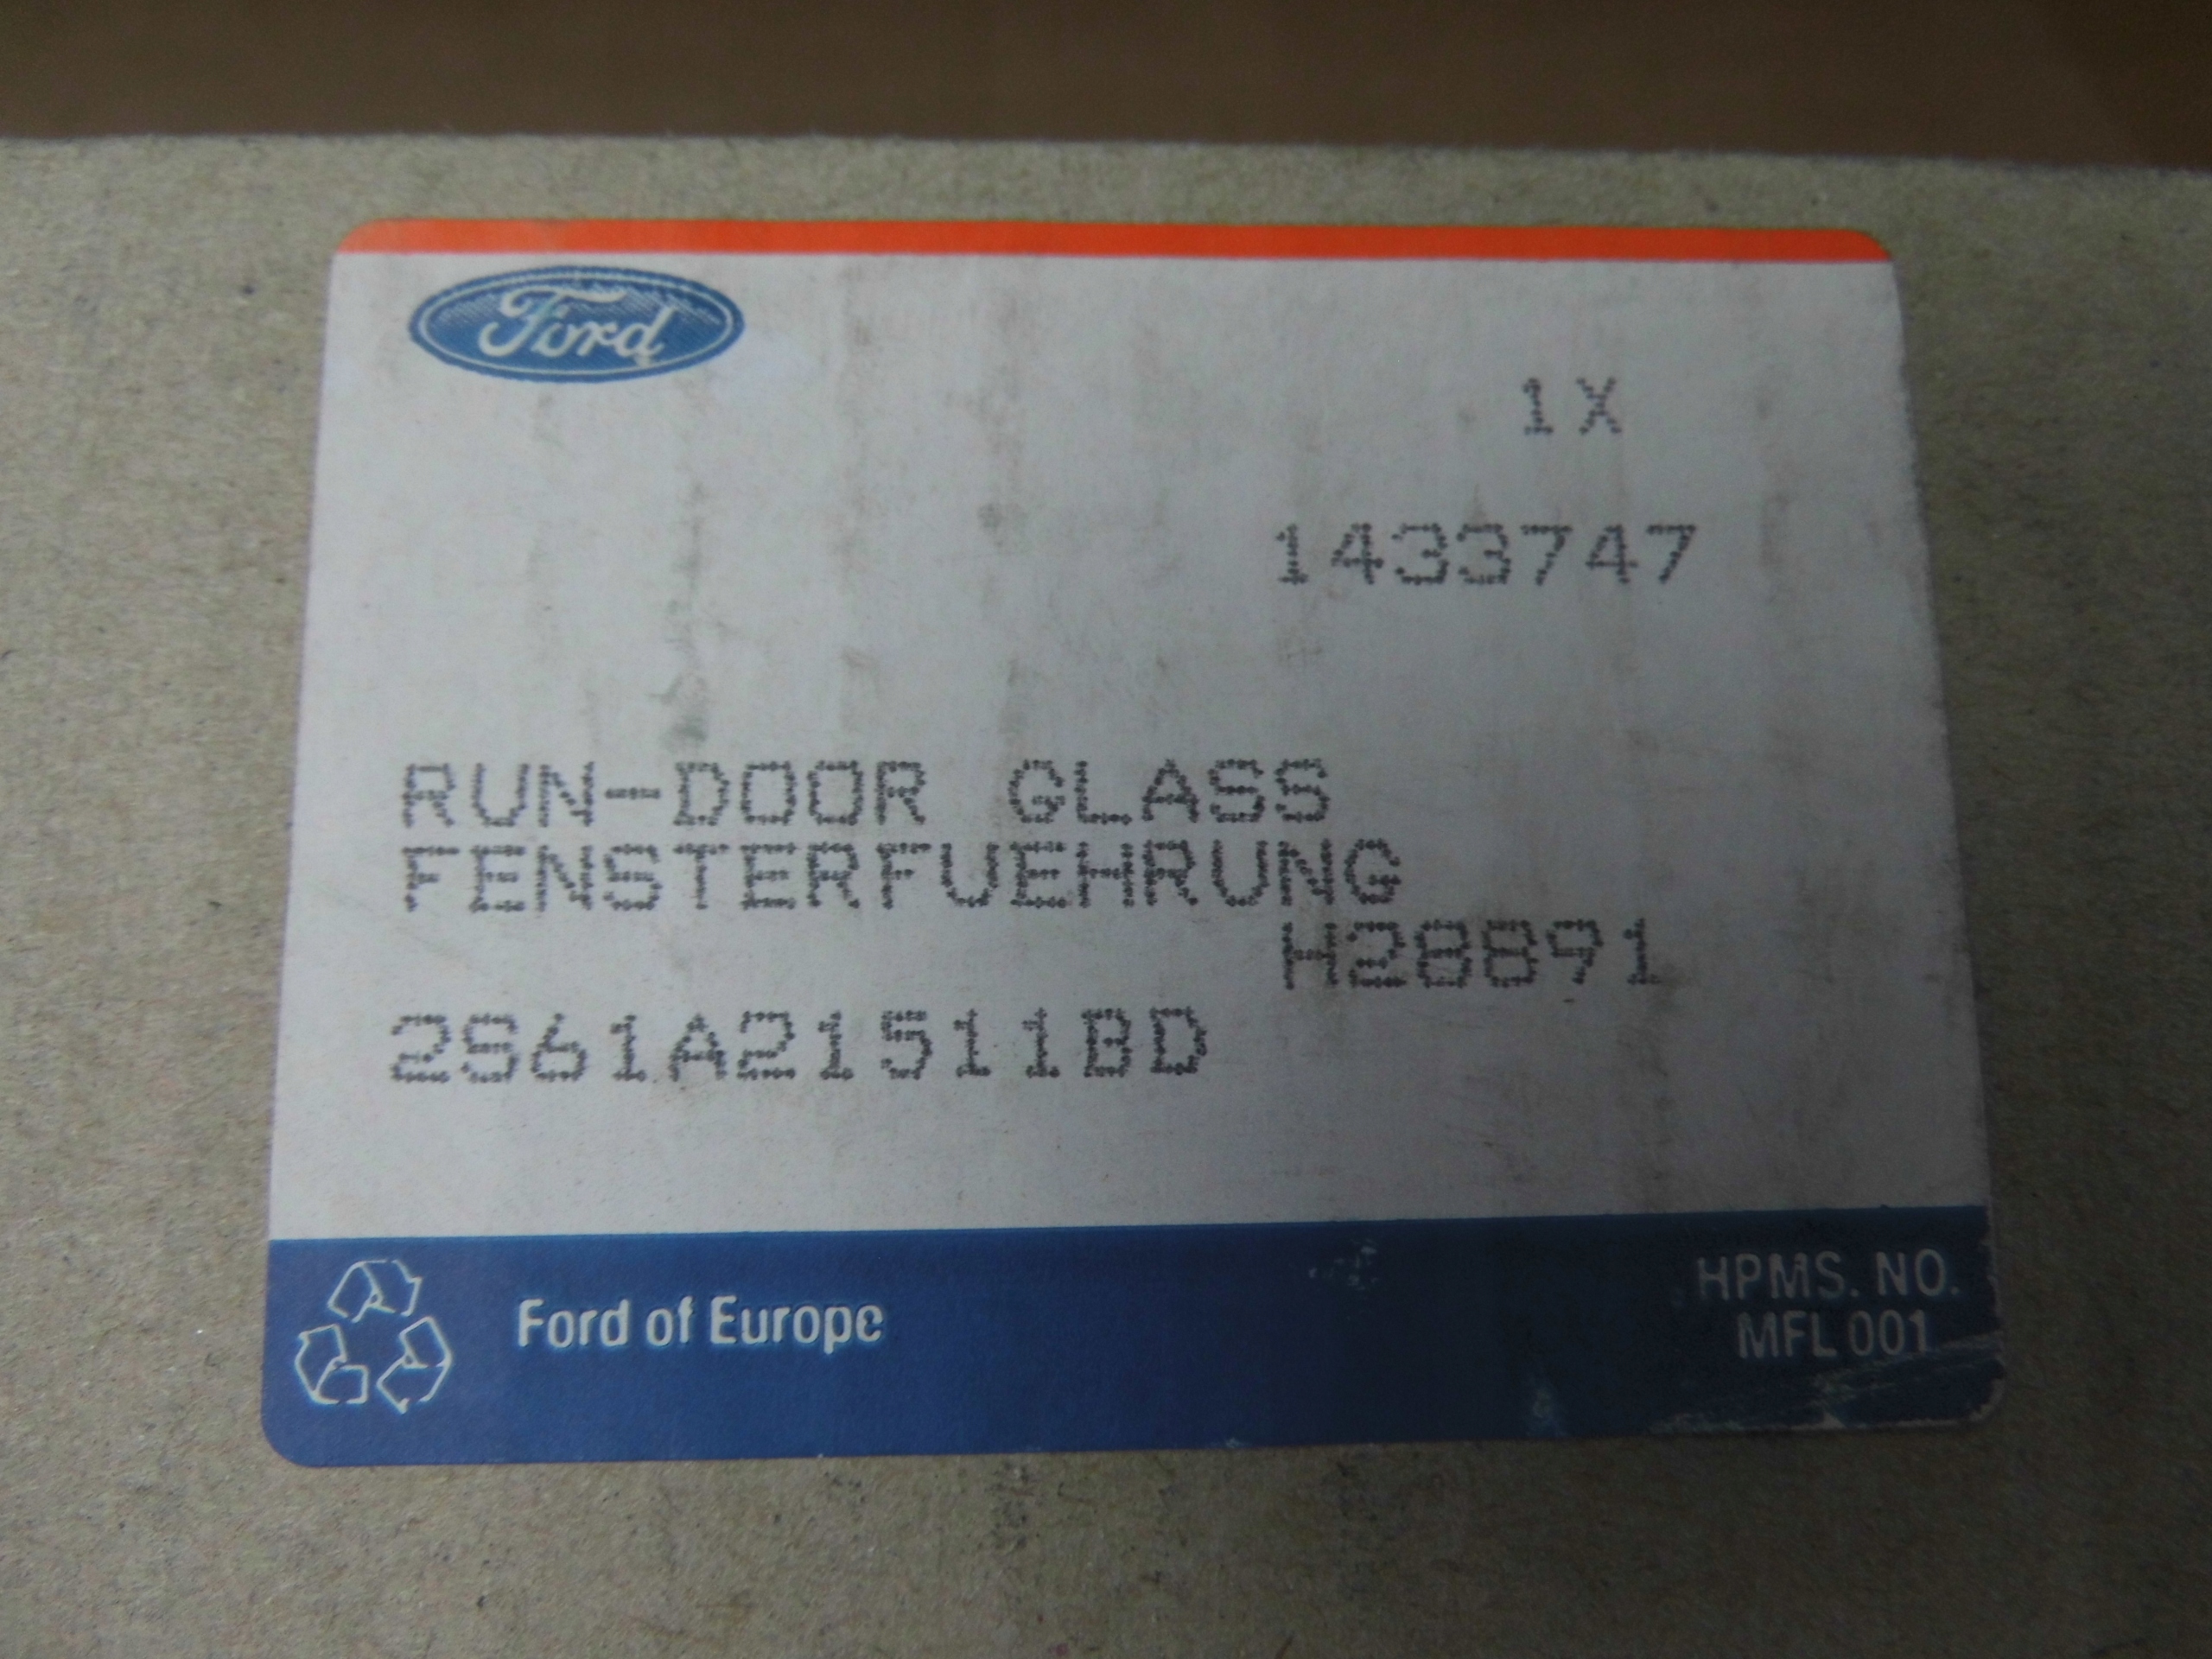 Ford
1X
1433747
RUN-DOOR GLASS
FENSTERFUEHRUNG
H28891
2S61A21511BD
Ford of Europe
HPMS. NO.
MFL 001